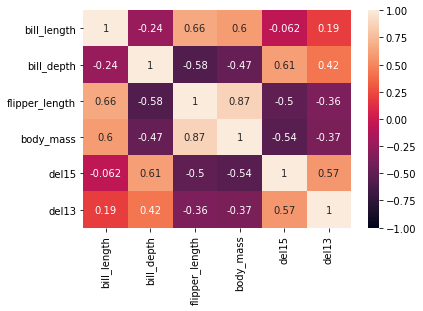 bill_length 1 -0.24 0.66 0.6 -0.062 0.19
bill_depth -0.24 1 -0.58 -0.47 0.61 0.42
flipper_length 0.66 -0.58 1 0.87 -0.5 -0.36
body_mass 0.6 -0.47 0.87 1 -0.54 -0.37
del15 -0.062 0.61 -0.5 -0.54 1 0.57
del13 0.19 0.42 -0.36 -0.37 0.57 1
bill_length
bill_depth
flipper_length
body_mass
del15
del13
1.00
0.75
0.50
0.25
0.00
−0.25
−0.50
−0.75
−1.00